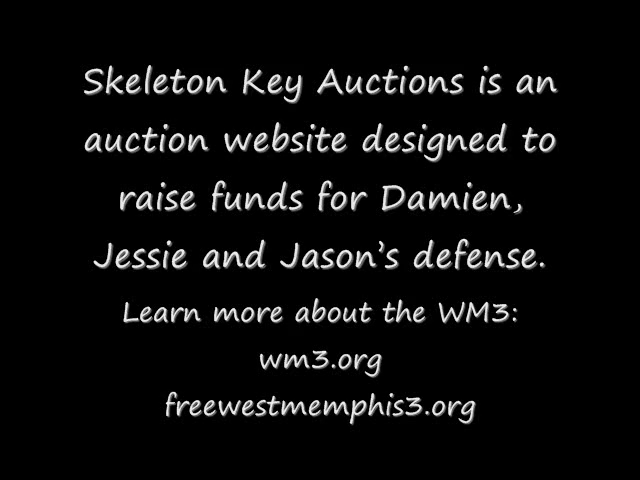 Skeleton Key Auctions is an
auction website designed to
raise funds for Damien,
Jessie and Jason’s defense.
Learn more about the WM3:
wm3.org
freewestmemphis3.org